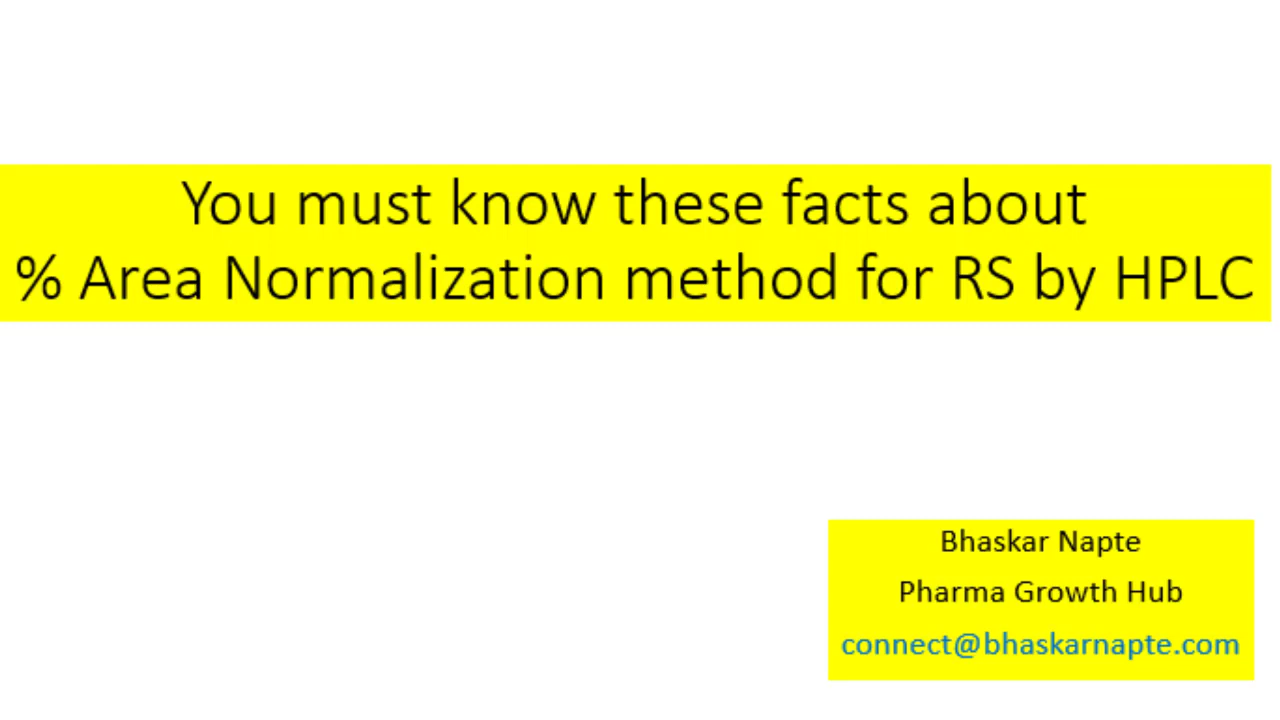 You must know these facts about
% Area Normalization method for RS by HPLC
Bhaskar Napte
Pharma Growth Hub
connect@bhaskarnapte.com